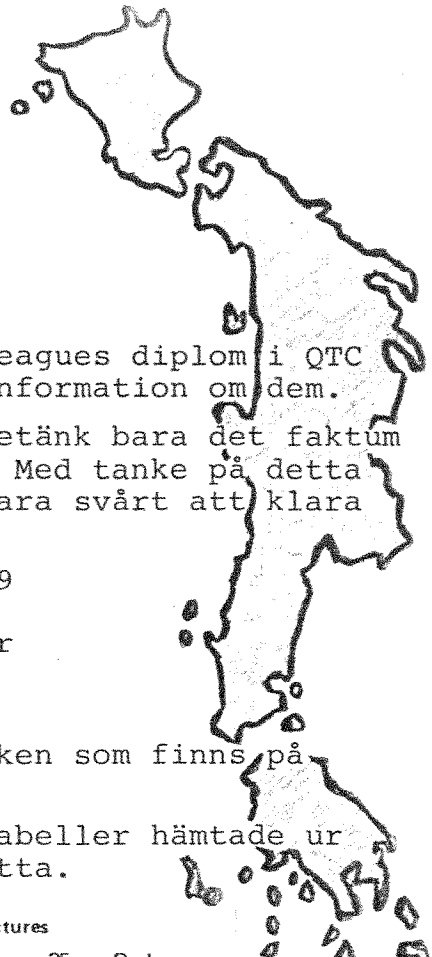 eagues diplom i QTC
nformation om dem.
etänk bara det faktum
Med tanke på detta
ara svårt att klara
9
r
ken som finns på
abeller hämtade ur
tta.
tures